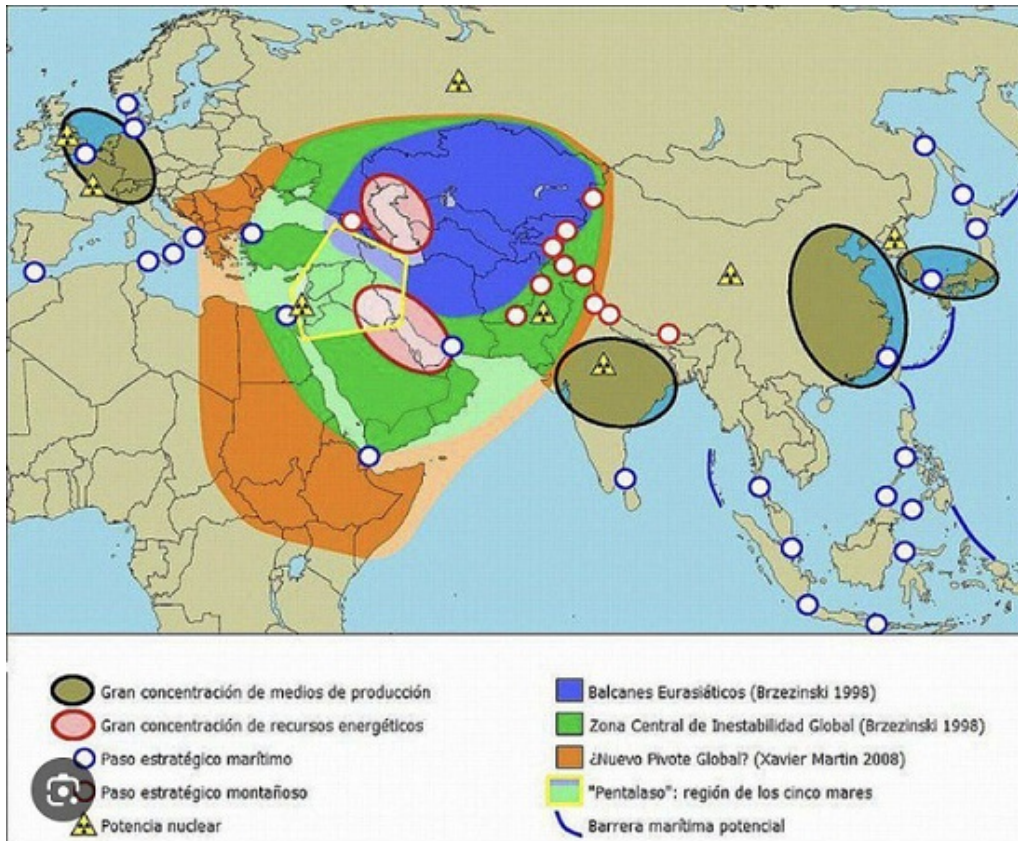 Gran concentración de medios de producción
Gran concentración de recursos energéticos
Paso estratégico marítimo
Paso estratégico montañoso
Potencia nuclear
Balcanes Eurasiáticos (Brzezinski 1998)
Zona Central de Inestabilidad Global (Brzezinski 1998)
¿Nuevo Pivote Global? (Xavier Martin 2008)
"Pentalaso": región de los cinco mares
Barrera marítima potencial